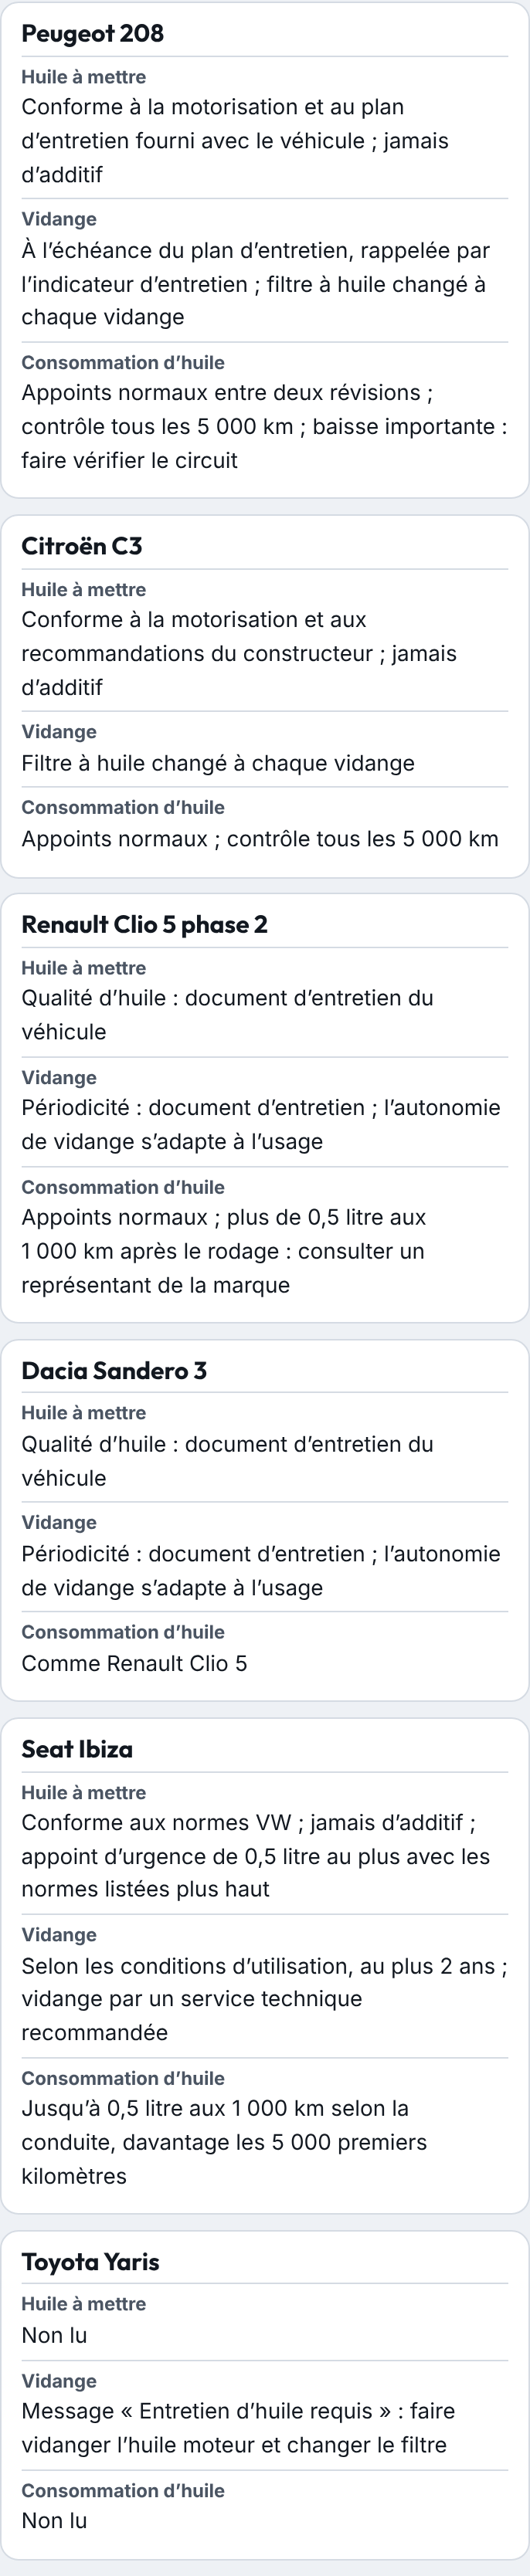 Peugeot 208
Huile à mettre
Conforme à la motorisation et au plan
d’entretien fourni avec le véhicule ; jamais
d’additif
Vidange
À l’échéance du plan d’entretien, rappelée par
l’indicateur d’entretien ; filtre à huile changé à
chaque vidange
Consommation d’huile
Appoints normaux entre deux révisions ;
contrôle tous les 5 000 km ; baisse importante :
faire vérifier le circuit
Citroën C3
Huile à mettre
Conforme à la motorisation et aux
recommandations du constructeur ; jamais
d’additif
Vidange
Filtre à huile changé à chaque vidange
Consommation d’huile
Appoints normaux ; contrôle tous les 5 000 km
Renault Clio 5 phase 2
Huile à mettre
Qualité d’huile : document d’entretien du
véhicule
Vidange
Périodicité : document d’entretien ; l’autonomie
de vidange s’adapte à l’usage
Consommation d’huile
Appoints normaux ; plus de 0,5 litre aux
1 000 km après le rodage : consulter un
représentant de la marque
Dacia Sandero 3
Huile à mettre
Qualité d’huile : document d’entretien du
véhicule
Vidange
Périodicité : document d’entretien ; l’autonomie
de vidange s’adapte à l’usage
Consommation d’huile
Comme Renault Clio 5
Seat Ibiza
Huile à mettre
Conforme aux normes VW ; jamais d’additif ;
appoint d’urgence de 0,5 litre au plus avec les
normes listées plus haut
Vidange
Selon les conditions d’utilisation, au plus 2 ans ;
vidange par un service technique
recommandée
Consommation d’huile
Jusqu’à 0,5 litre aux 1 000 km selon la
conduite, davantage les 5 000 premiers
kilomètres
Toyota Yaris
Huile à mettre
Non lu
Vidange
Message « Entretien d’huile requis » : faire
vidanger l’huile moteur et changer le filtre
Consommation d’huile
Non lu